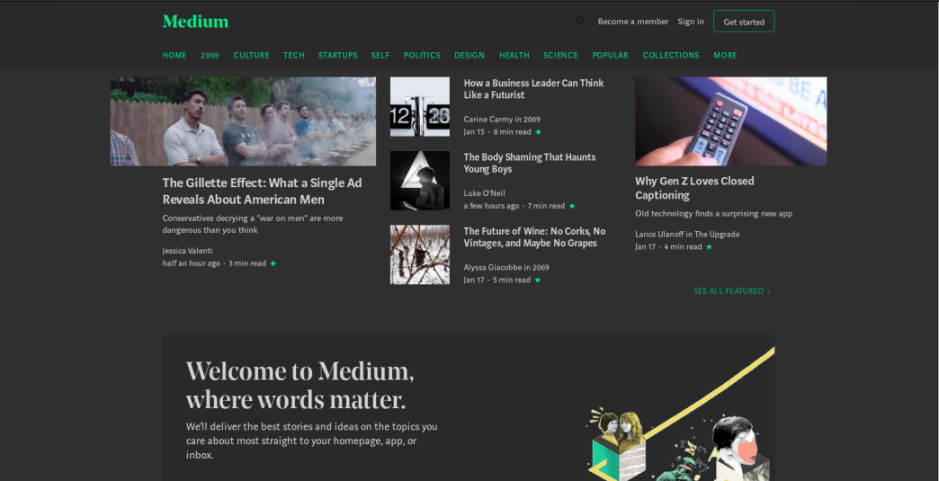 Medium
Become a member Sign in Get started
HOME 2069 CULTURE TECH STARTUPS SELF POLITICS DESIGN HEALTH SCIENCE POPULAR COLLECTIONS MORE
The Gillette Effect: What a Single Ad
Reveals About American Men
Conservatives decrying a “war on men” are more
dangerous than you think
Jessica Valenti
half an hour ago · 3 min read ★
12 23
How a Business Leader Can Think
Like a Futurist
Carine Carmy in 2069
Jan 15 · 8 min read ★
The Body Shaming That Haunts
Young Boys
Luke O'Neil
a few hours ago · 7 min read ★
The Future of Wine: No Corks, No
Vintages, and Maybe No Grapes
Alyssa Giacobbe in 2069
Jan 17 · 5 min read ★
BE A
Why Gen Z Loves Closed
Captioning
Old technology finds a surprising new app
Lance Ulanoff in The Upgrade
Jan 17 · 4 min read ★
SEE ALL FEATURED >
Welcome to Medium,
where words matter.
We'll deliver the best stories and ideas on the topics you
care about most straight to your homepage, app, or
inbox.